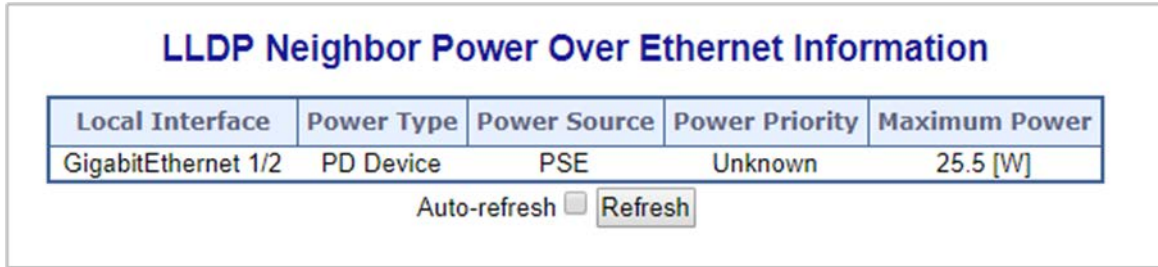 LLDP Neighbor Power Over Ethernet Information
Local Interface Power Type Power Source Power Priority Maximum Power
GigabitEthernet 1/2 PD Device PSE Unknown 25.5 [W]
Auto-refresh Refresh